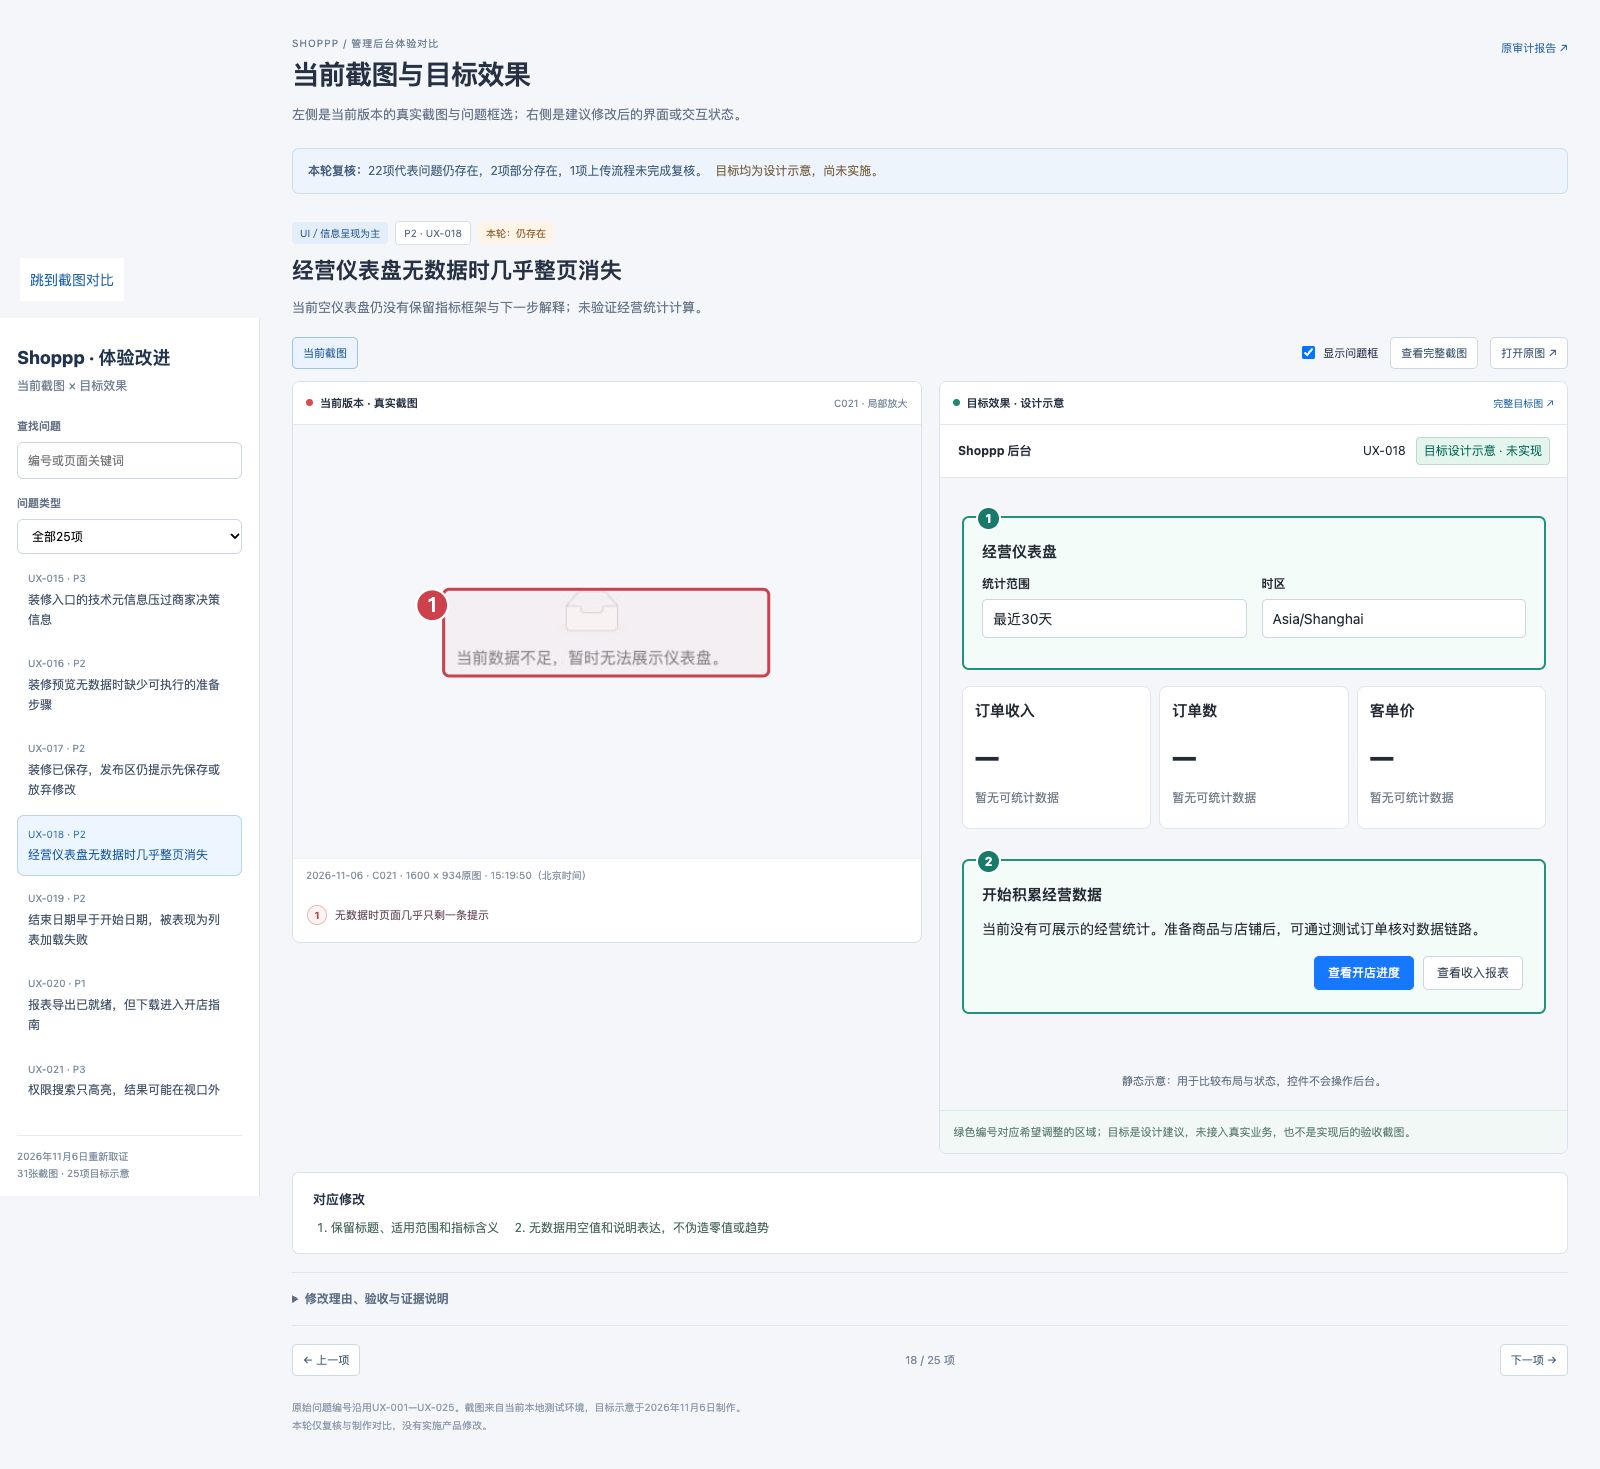 SHOPPP / 管理后台体验对比
当前截图与目标效果
左侧是当前版本的真实截图与问题框选；右侧是建议修改后的界面或交互状态。
原审计报告 ↗
本轮复核：22项代表问题仍存在，2项部分存在，1项上传流程未完成复核。 目标均为设计示意，尚未实施。
跳到截图对比
Shoppp · 体验改进
当前截图 × 目标效果
查找问题
编号或页面关键词
问题类型
全部25项
UX-015 · P3
装修入口的技术元信息压过商家决策
信息
UX-016 · P2
装修预览无数据时缺少可执行的准备
步骤
UX-017 · P2
装修已保存，发布区仍提示先保存或
放弃修改
UX-018 · P2
经营仪表盘无数据时几乎整页消失
UX-019 · P2
结束日期早于开始日期，被表现为列
表加载失败
UX-020 · P1
报表导出已就绪，但下载进入开店指
南
UX-021 · P3
权限搜索只高亮，结果可能在视口外
2026年11月6日重新取证
31张截图 · 25项目标示意
UI / 信息呈现为主
P2 · UX-018
本轮：仍存在
经营仪表盘无数据时几乎整页消失
当前空仪表盘仍没有保留指标框架与下一步解释；未验证经营统计计算。
当前截图
显示问题框
查看完整截图
打开原图 ↗
当前版本 · 真实截图
C021 · 局部放大
1
当前数据不足，暂时无法展示仪表盘。
2026-11-06 · C021 · 1600 × 934原图 · 15:19:50（北京时间）
1 无数据时页面几乎只剩一条提示
目标效果 · 设计示意
完整目标图 ↗
Shoppp 后台
UX-018
目标设计示意 · 未实现
1
经营仪表盘
统计范围
时区
最近30天
Asia/Shanghai
订单收入
订单数
客单价
—
—
—
暂无可统计数据
暂无可统计数据
暂无可统计数据
2
开始积累经营数据
当前没有可展示的经营统计。准备商品与店铺后，可通过测试订单核对数据链路。
查看开店进度
查看收入报表
静态示意：用于比较布局与状态，控件不会操作后台。
绿色编号对应希望调整的区域；目标是设计建议，未接入真实业务，也不是实现后的验收截图。
对应修改
1. 保留标题、适用范围和指标含义 2. 无数据用空值和说明表达，不伪造零值或趋势
▶ 修改理由、验收与证据说明
← 上一项
18 / 25 项
下一项 →
原始问题编号沿用UX-001—UX-025。截图来自当前本地测试环境，目标示意于2026年11月6日制作。
本轮仅复核与制作对比，没有实施产品修改。